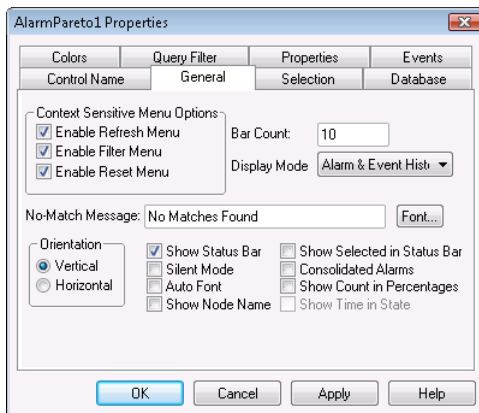 AlarmPareto1 Properties
Colors Query Filter Properties Events
Control Name General Selection Database
Context Sensitive Menu Options
Enable Refresh Menu
Enable Filter Menu
Enable Reset Menu
Bar Count: 10
Display Mode Alarm & Event Histo
No-Match Message: No Matches Found Font...
Orientation
Vertical
Horizontal
Show Status Bar
Silent Mode
Auto Font
Show Node Name
Show Selected in Status Bar
Consolidated Alarms
Show Count in Percentages
Show Time in State
OK Cancel Apply Help